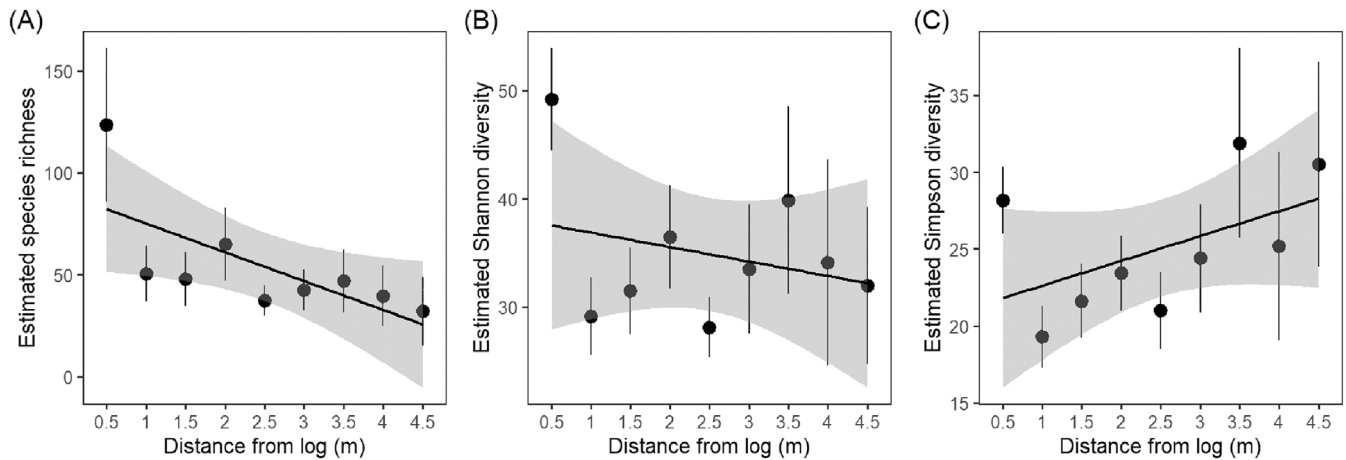 (A)
Estimated species richness
150
100
50
0
0.5 1 1.5 2 2.5 3 3.5 4 4.5
Distance from log (m)
(B)
Estimated Shannon diversity
50
40
30
0.5 1 1.5 2 2.5 3 3.5 4 4.5
Distance from log (m)
(C)
Estimated Simpson diversity
35
30
25
20
15
0.5 1 1.5 2 2.5 3 3.5 4 4.5
Distance from log (m)